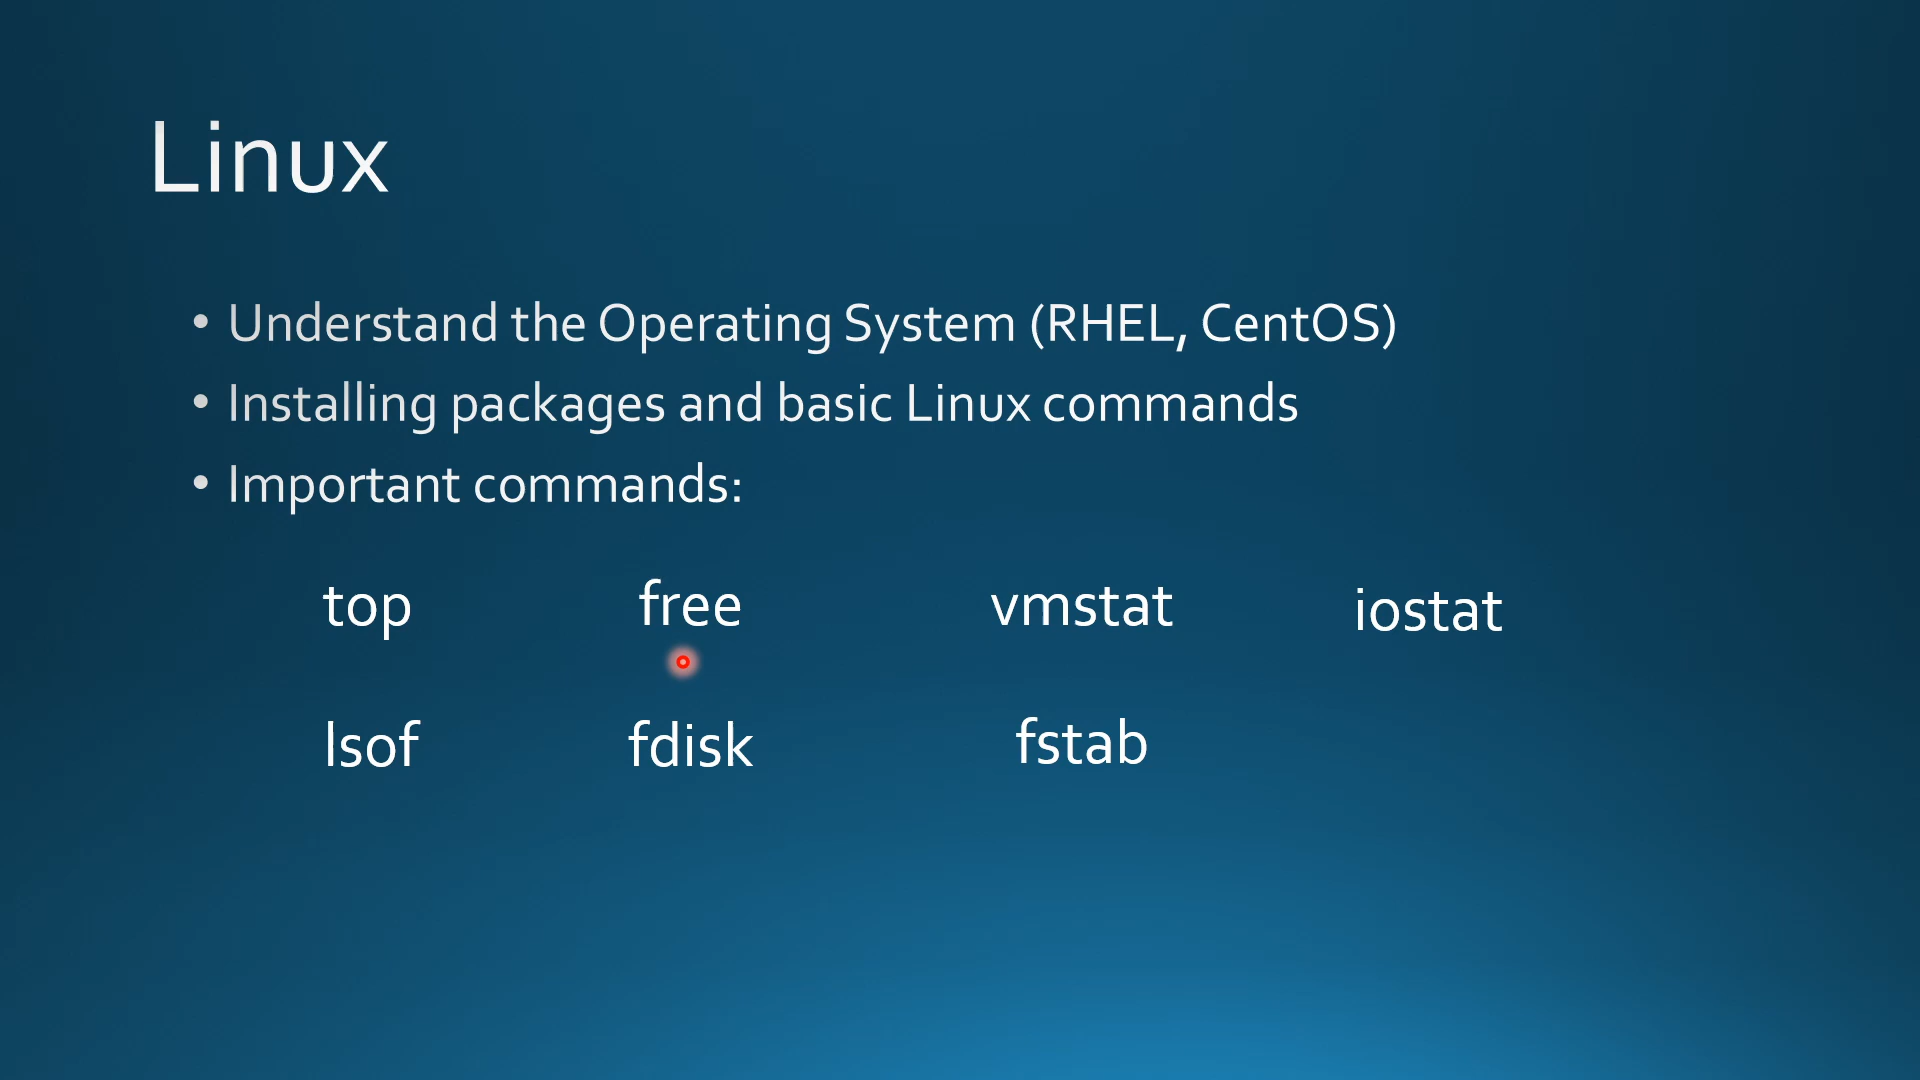 Linux
• Understand the Operating System (RHEL, CentOS)
• Installing packages and basic Linux commands
• Important commands:
top free vmstat iostat
lsof fdisk fstab